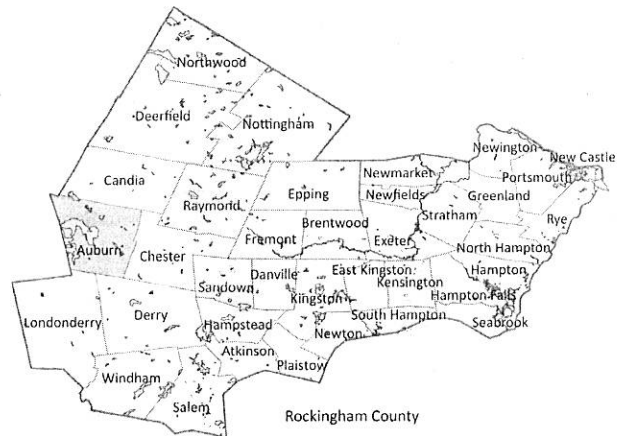 Northwood
Deerfield
Nottingham
Newington
New Castle
Portsmouth
Newmarket
Candia
Epping
Newfields
Greenland
Raymond
Brentwood
Stratham
Rye
Auburn
Fremont
Exeter
North Hampton
Chester
Danville
East Kingston
Hampton
Sandown
Kingston
Kensington
Hampton Falls
Londonderry
Derry
Hampstead
South Hampton
Seabrook
Newton
Atkinson
Plaistow
Windham
Salem
Rockingham County